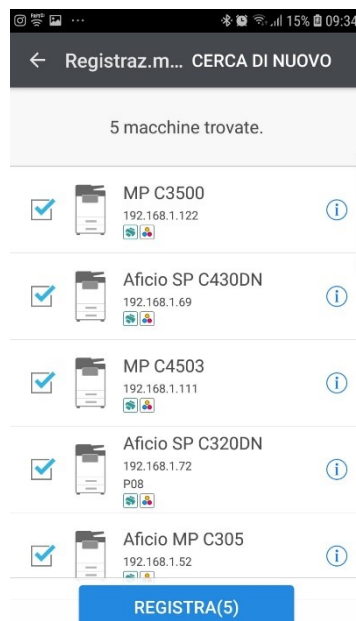 15% 09:34
Registraz.m... CERCA DI NUOVO
5 macchine trovate.
MP C3500
192.168.1.122
Aficio SP C430DN
192.168.1.69
MP C4503
192.168.1.111
Aficio SP C320DN
192.168.1.72
P08
Aficio MP C305
192.168.1.52
REGISTRA(5)